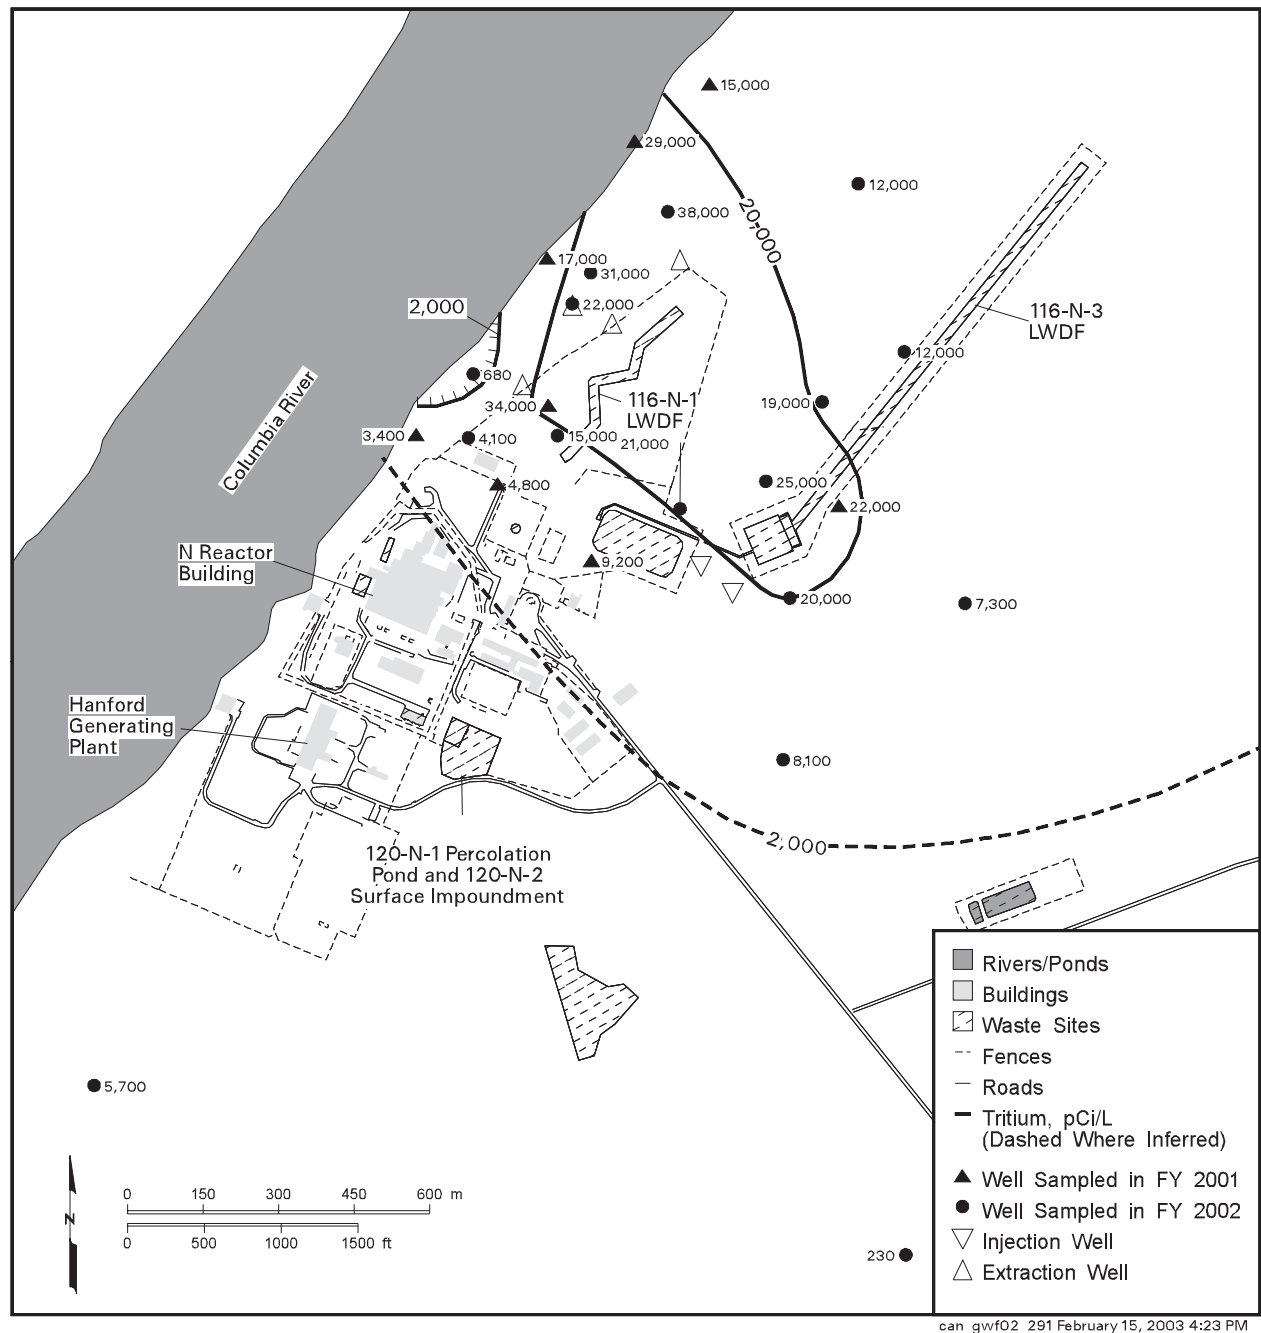 15,000
29,000
12,000
38,000
20,000
17,000
31,000
22,000
2,000
116-N-3
LWDF
12,000
680
Columbia River
116-N-1
LWDF
34,000
19,000
3,400
4,100
15,000
21,000
25,000
4,800
22,000
N Reactor
Building
9,200
20,000
7,300
Hanford
Generating
Plant
8,100
2,000
120-N-1 Percolation
Pond and 120-N-2
Surface Impoundment
5,700
230
Rivers/Ponds
Buildings
Waste Sites
Fences
Roads
Tritium, pCi/L
(Dashed Where Inferred)
Well Sampled in FY 2001
Well Sampled in FY 2002
Injection Well
Extraction Well
N
0 150 300 450 600 m
0 500 1000 1500 ft
can_gwf02_291 February 15, 2003 4:23 PM